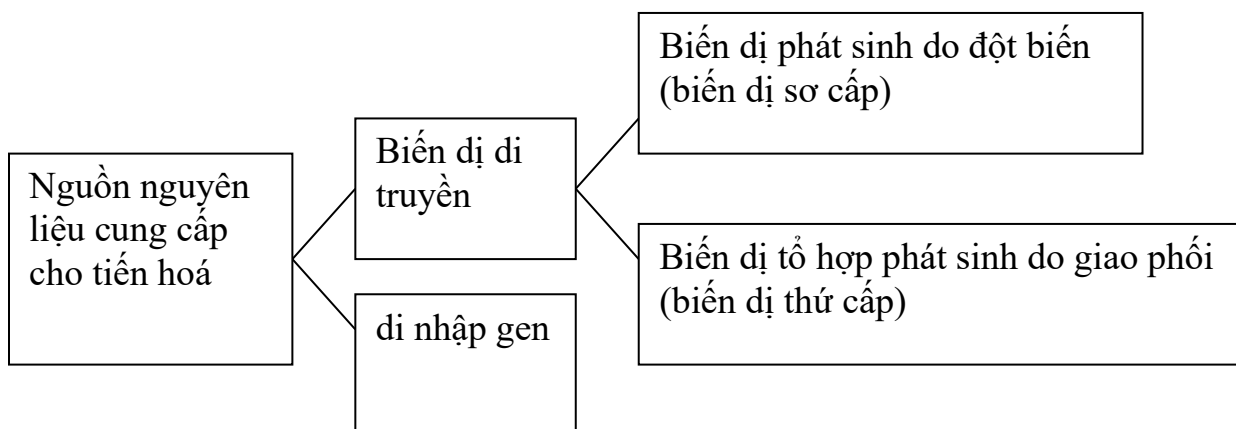 Nguồn nguyên
liệu cung cấp
cho tiến hoá
Biến dị di
truyền
di nhập gen
Biến dị phát sinh do đột biến
(biến dị sơ cấp)
Biến dị tổ hợp phát sinh do giao phối
(biến dị thứ cấp)